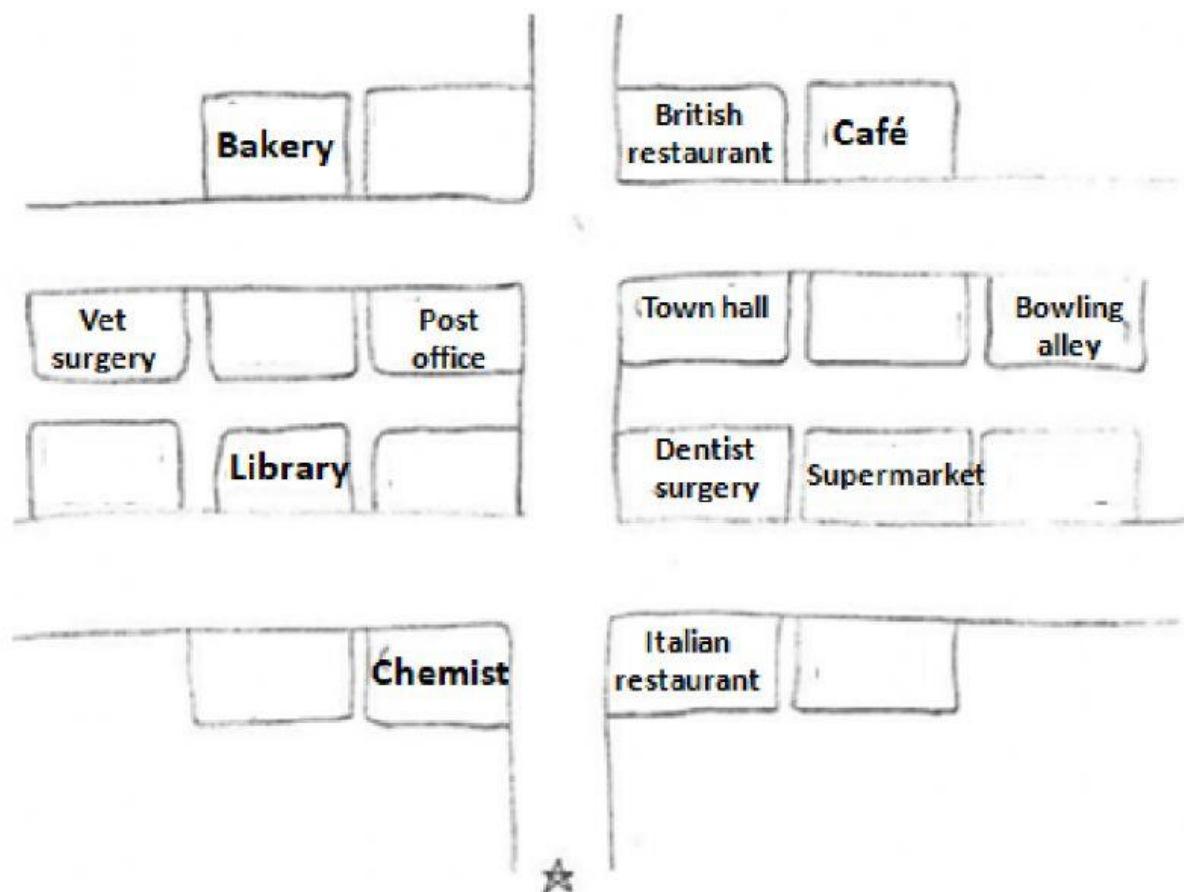 Bakery
British
restaurant
Café
Vet
surgery
Post
office
Town hall
Bowling
alley
Library
Dentist
surgery
Supermarket
Chemist
Italian
restaurant